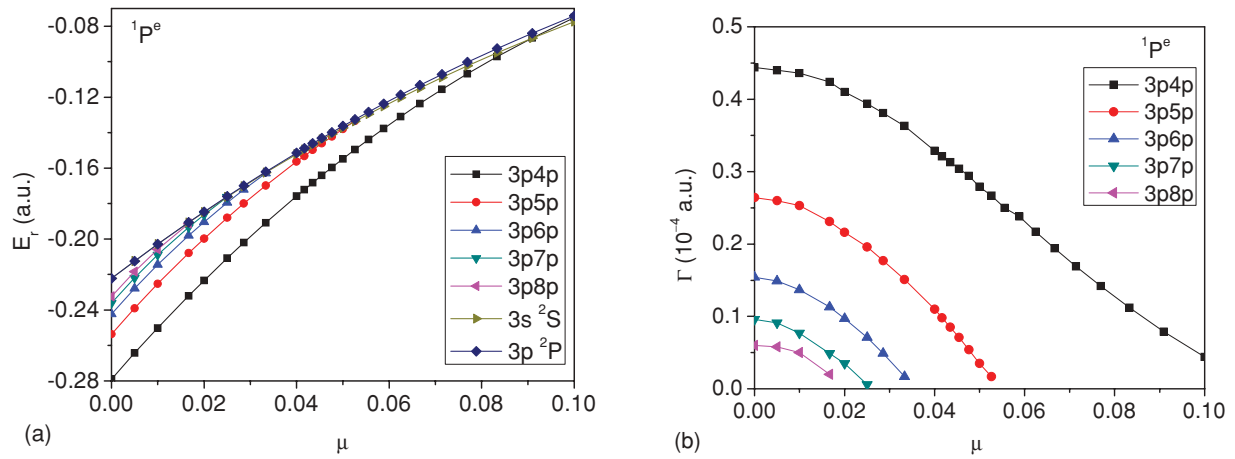 ¹Pᵉ
-0.08
-0.12
-0.16
-0.20
-0.24
-0.28
E_r (a.u.)
3p4p
3p5p
3p6p
3p7p
3p8p
3s ²S
3p ²P
0.00 0.02 0.04 0.06 0.08 0.10
(a)
μ
¹Pᵉ
0.5
0.4
0.3
0.2
0.1
0.0
Γ (10⁻⁴ a.u.)
3p4p
3p5p
3p6p
3p7p
3p8p
0.00 0.02 0.04 0.06 0.08 0.10
(b)
μ